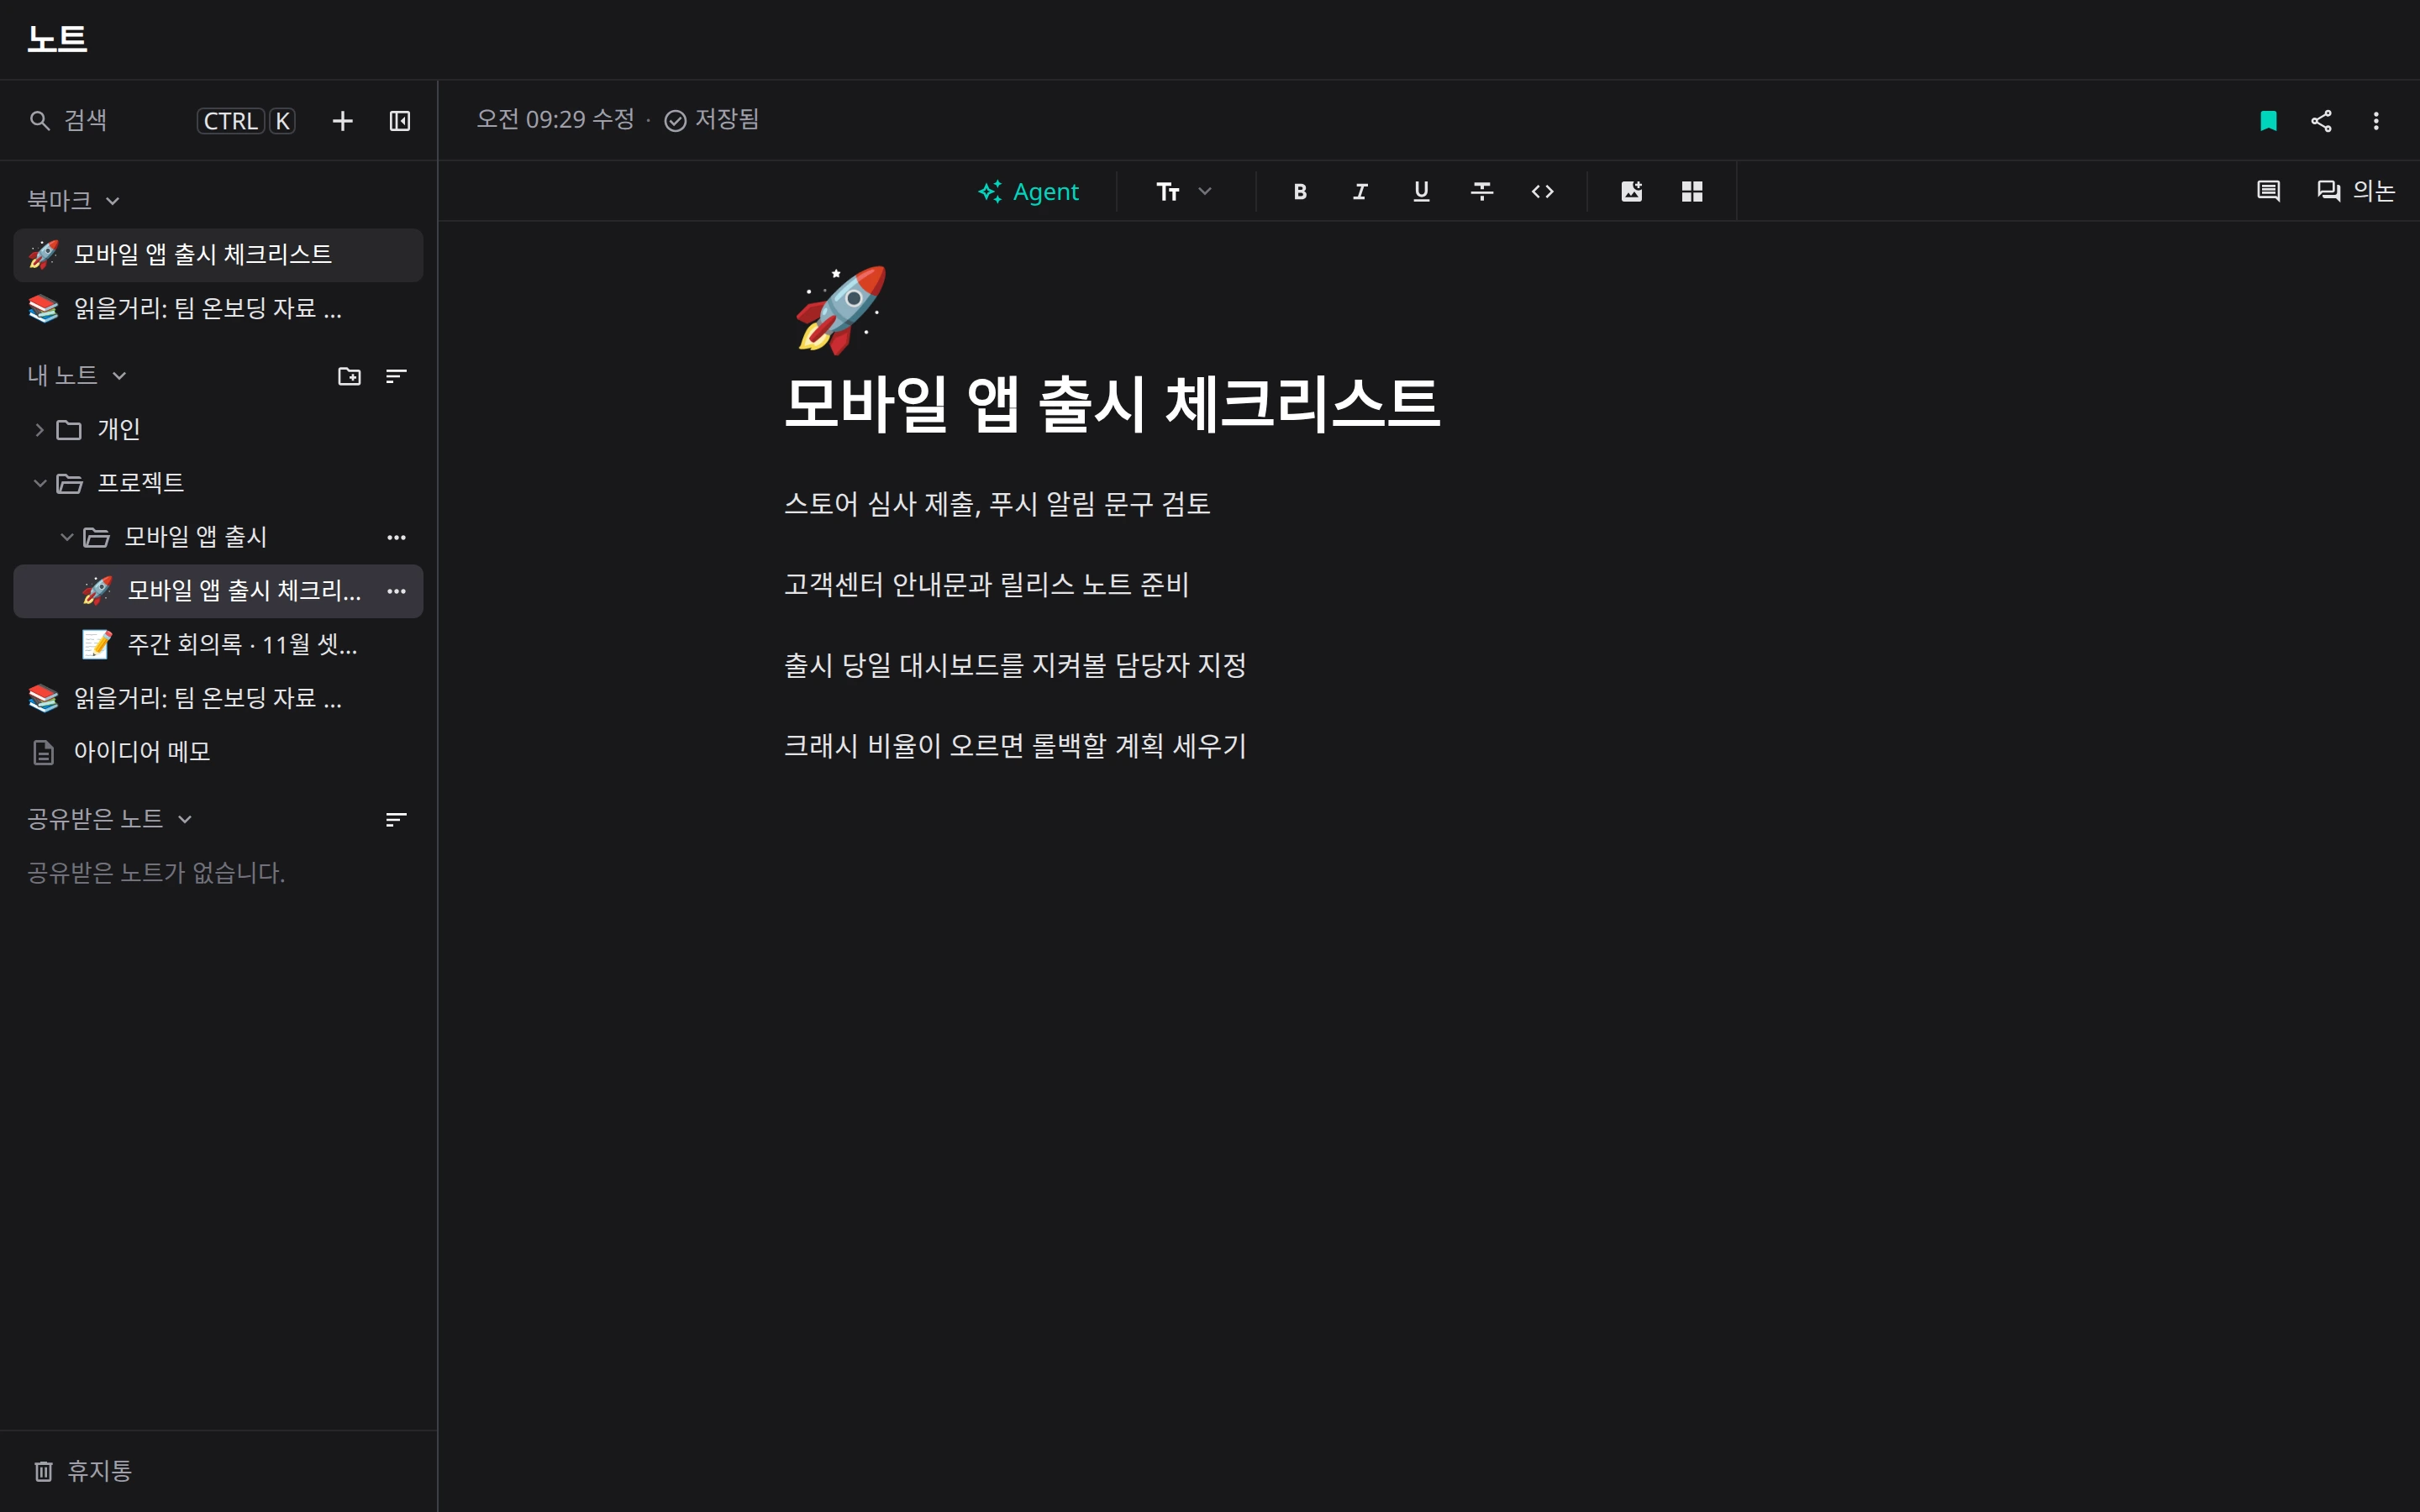 노트
검색 CTRL K
북마크
모바일 앱 출시 체크리스트
읽을거리: 팀 온보딩 자료 ...
내 노트
개인
프로젝트
모바일 앱 출시
모바일 앱 출시 체크리...
주간 회의록 · 11월 셋...
읽을거리: 팀 온보딩 자료 ...
아이디어 메모
공유받은 노트
공유받은 노트가 없습니다.
휴지통
오전 09:29 수정 · 저장됨
Agent
의논
모바일 앱 출시 체크리스트
스토어 심사 제출, 푸시 알림 문구 검토
고객센터 안내문과 릴리스 노트 준비
출시 당일 대시보드를 지켜볼 담당자 지정
크래시 비율이 오르면 롤백할 계획 세우기